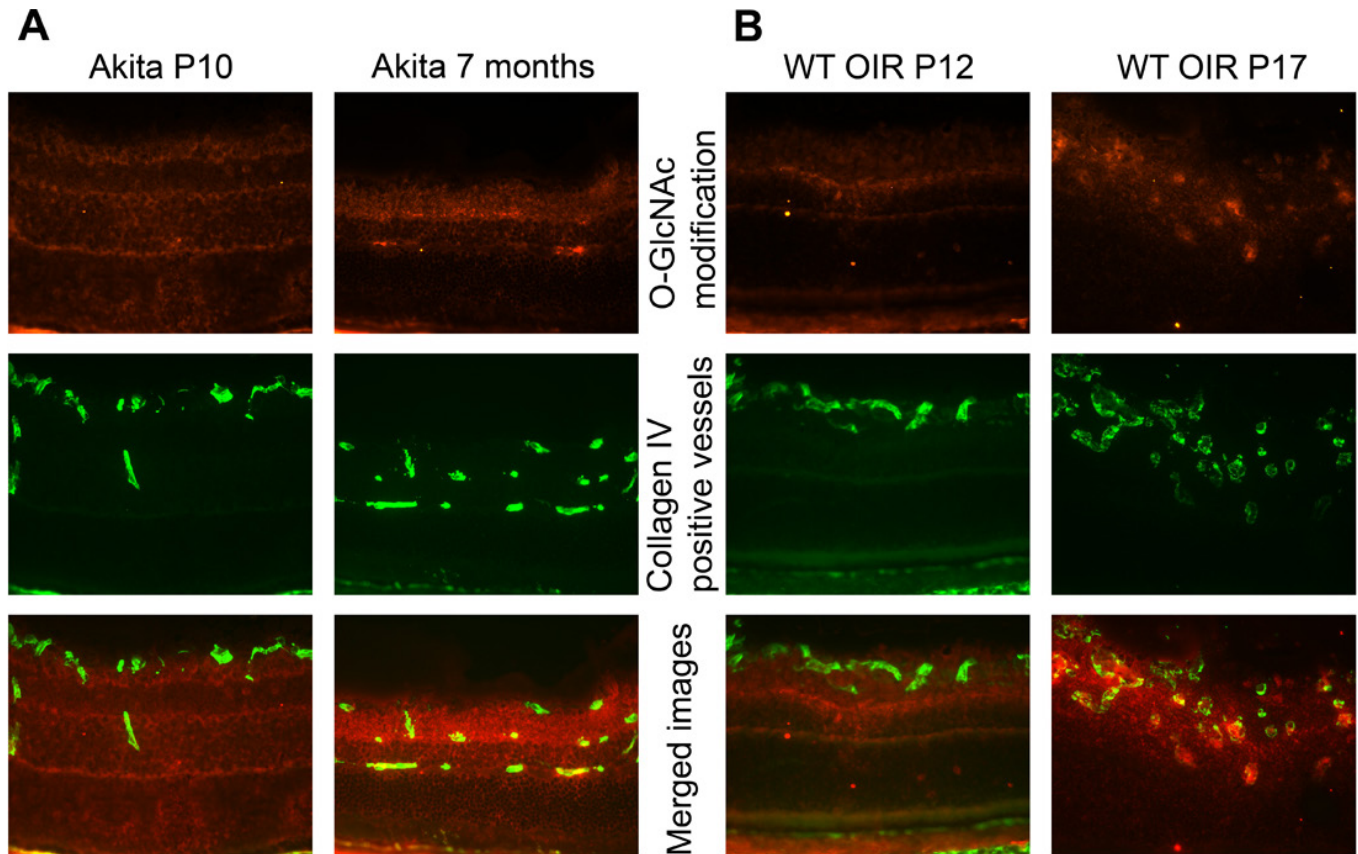 A
B
Akita P10
Akita 7 months
WT OIR P12
WT OIR P17
O-GlcNAc
modification
Collagen IV
positive vessels
Merged images